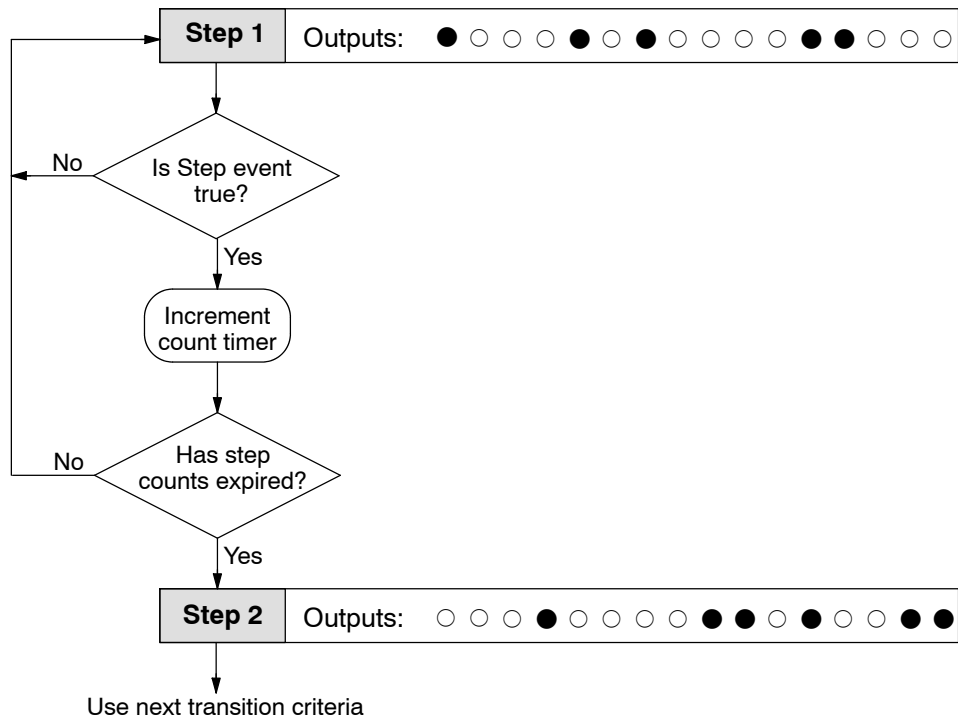 Step 1 Outputs:
No
Is Step event
true?
Yes
Increment
count timer
No
Has step
counts expired?
Yes
Step 2 Outputs:
Use next transition criteria